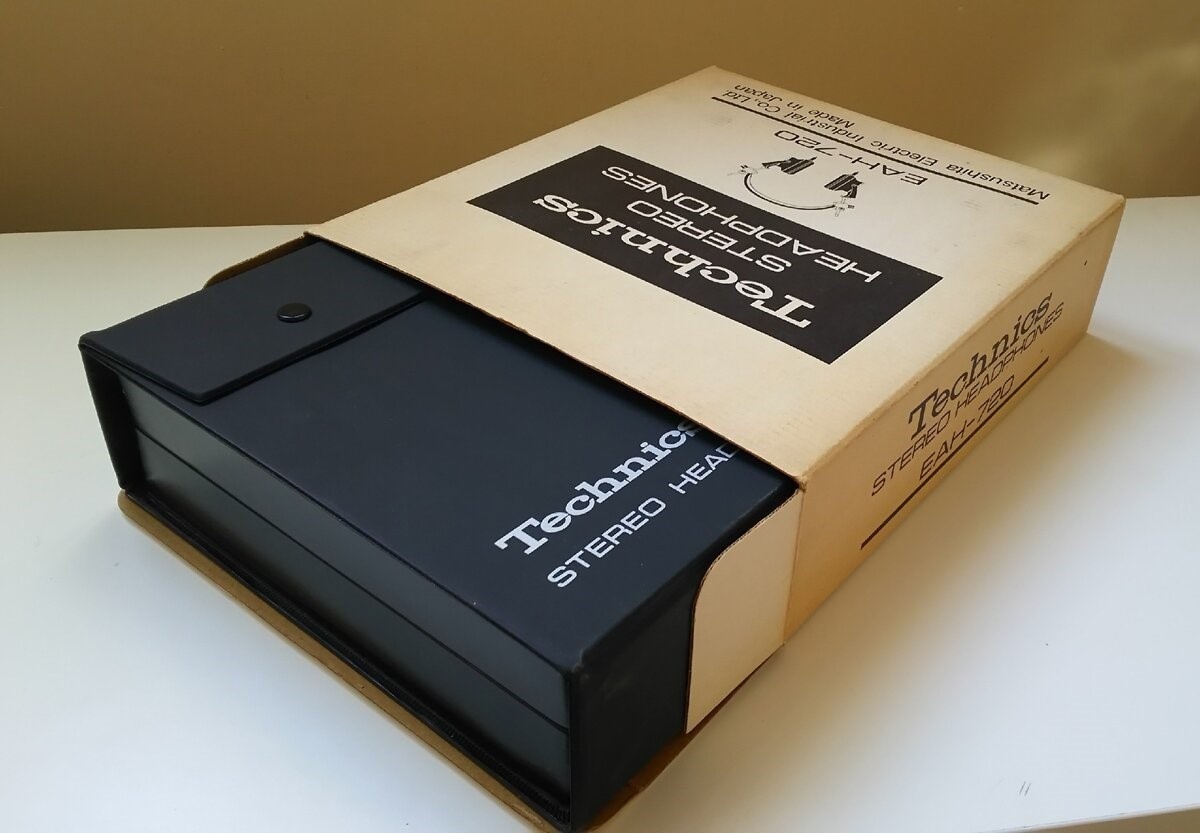 Technics
STEREO
HEADPHONES
EAH-720
Matsushita Electric Industrial Co., Ltd.
Made in Japan
Technics
STEREO HEADPHONES
EAH-720
Technics
STEREO HEAD